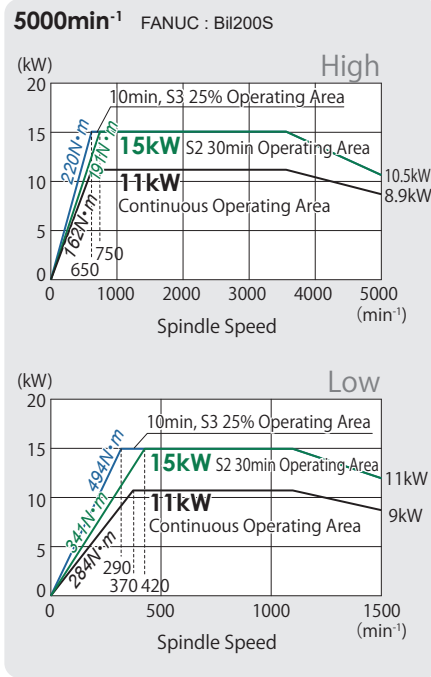 5000min-1 FANUC : BiI200S
(kW)
High
20
10min, S3 25% Operating Area
15
220N•m
191N•m
15kW S2 30min Operating Area
10.5kW
10
11kW
8.9kW
162N•m
Continuous Operating Area
5
750
650
0
0 1000 2000 3000 4000 5000
Spindle Speed
(min-1)
(kW)
Low
20
10min, S3 25% Operating Area
15
494N•m
15kW S2 30min Operating Area
11kW
344N•m
10
11kW
9kW
Continuous Operating Area
284N•m
5
290
370 420
0
0 500 1000 1500
Spindle Speed
(min-1)